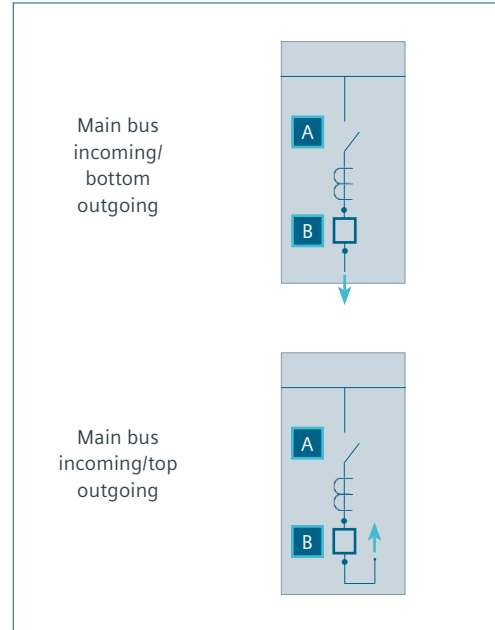 Main bus
incoming/
bottom
outgoing
A
B
Main bus
incoming/top
outgoing
A
B